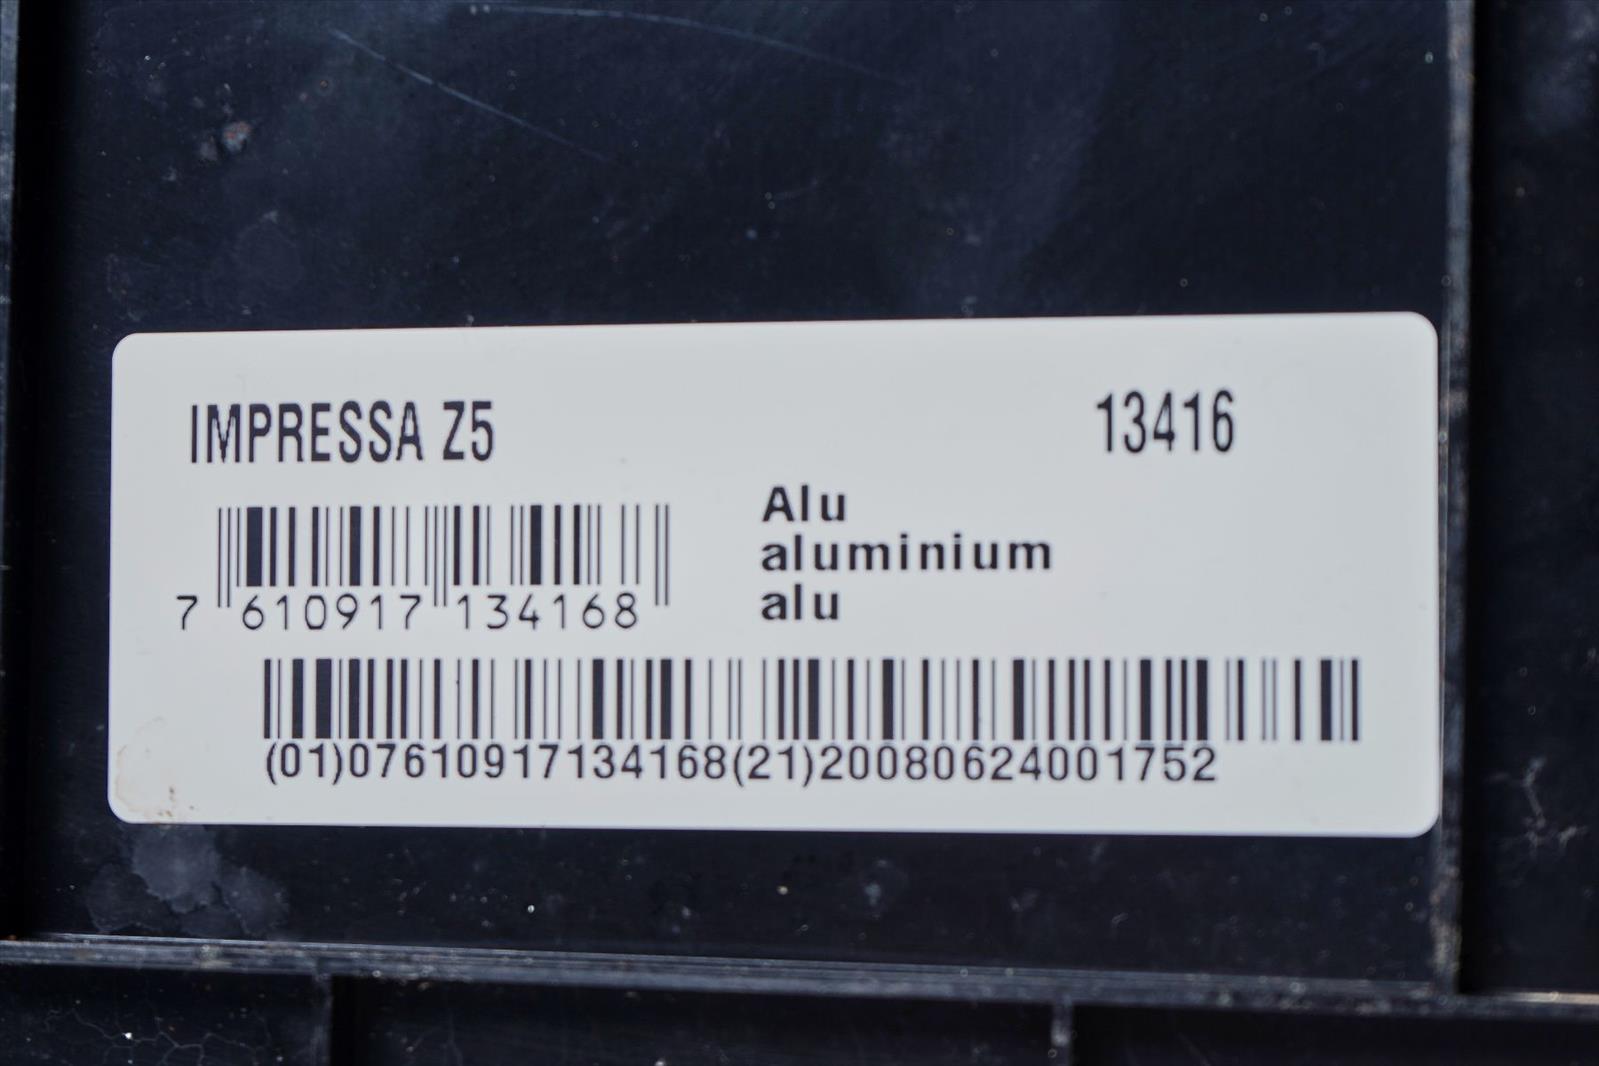 IMPRESSA Z5 13416
Alu
aluminium
alu
7 610917 134168
(01)07610917134168(21)20080624001752